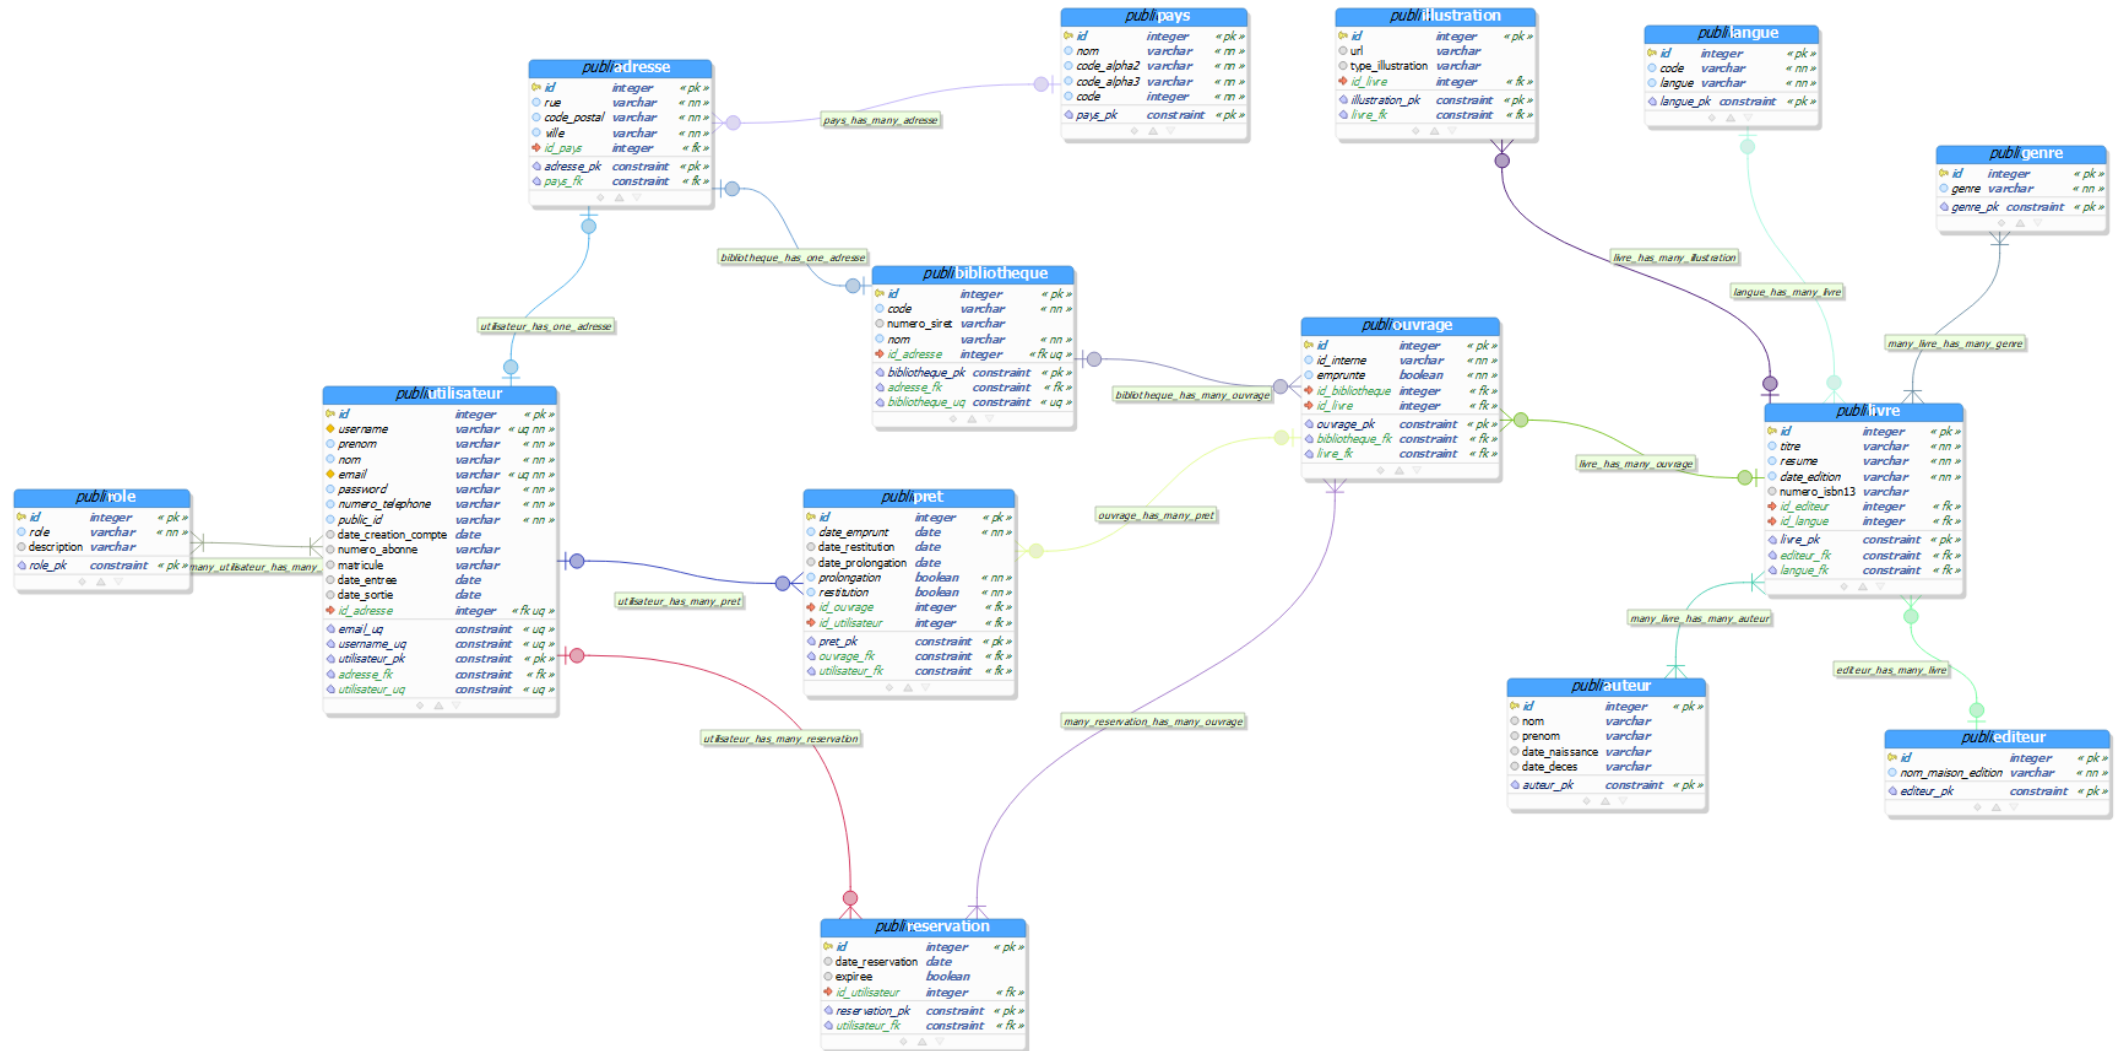 public.pays
id integer « pk »
nom varchar « nn »
code_alpha2 varchar « nn »
code_alpha3 varchar « nn »
code integer « nn »
pays_pk constraint « pk »
public.illustration
id integer « pk »
url varchar
type_illustration varchar
id_livre integer « fk »
illustration_pk constraint « pk »
livre_fk constraint « fk »
public.langue
id integer « pk »
code varchar « nn »
langue varchar « nn »
langue_pk constraint « pk »
public.adresse
id integer « pk »
rue varchar « nn »
code_postal varchar « nn »
ville varchar « nn »
id_pays integer « fk »
adresse_pk constraint « pk »
pays_fk constraint « fk »
pays_has_many_adresse
public.genre
id integer « pk »
genre varchar « nn »
genre_pk constraint « pk »
bibliotheque_has_one_adresse
livre_has_many_illustration
langue_has_many_livre
utilisateur_has_one_adresse
many_livre_has_many_genre
public.bibliotheque
id integer « pk »
code varchar « nn »
numero_siret varchar
nom varchar « nn »
id_adresse integer « fk uq »
bibliotheque_pk constraint « pk »
adresse_fk constraint « fk »
bibliotheque_uq constraint « uq »
bibliotheque_has_many_ouvrage
public.ouvrage
id integer « pk »
id_interne varchar « nn »
emprunte boolean « nn »
id_bibliotheque integer « fk »
id_livre integer « fk »
ouvrage_pk constraint « pk »
bibliotheque_fk constraint « fk »
livre_fk constraint « fk »
livre_has_many_ouvrage
public.livre
id integer « pk »
titre varchar « nn »
resume varchar « nn »
date_edition varchar « nn »
numero_isbn13 varchar
id_editeur integer « fk »
id_langue integer « fk »
livre_pk constraint « pk »
editeur_fk constraint « fk »
langue_fk constraint « fk »
public.utilisateur
id integer « pk »
username varchar « uq nn »
prenom varchar « nn »
nom varchar « nn »
email varchar « uq nn »
password varchar « nn »
numero_telephone varchar « nn »
public_id varchar « nn »
date_creation_compte date
numero_abonne varchar
matricule varchar
date_entree date
date_sortie date
id_adresse integer « fk uq »
email_uq constraint « uq »
username_uq constraint « uq »
utilisateur_pk constraint « pk »
adresse_fk constraint « fk »
utilisateur_uq constraint « uq »
public.role
id integer « pk »
role varchar « nn »
description varchar
role_pk constraint « pk »
many_utilisateur_has_many_
public.pret
id integer « pk »
date_emprunt date « nn »
date_restitution date
date_prolongation date
prolongation boolean « nn »
restitution boolean « nn »
id_ouvrage integer « fk »
id_utilisateur integer « fk »
pret_pk constraint « pk »
ouvrage_fk constraint « fk »
utilisateur_fk constraint « fk »
ouvrage_has_many_pret
utilisateur_has_many_pret
many_livre_has_many_auteur
editeur_has_many_livre
public.auteur
id integer « pk »
nom varchar
prenom varchar
date_naissance varchar
date_deces varchar
auteur_pk constraint « pk »
public.editeur
id integer « pk »
nom_maison_edition varchar « nn »
editeur_pk constraint « pk »
many_reservation_has_many_ouvrage
utilisateur_has_many_reservation
public.reservation
id integer « pk »
date_reservation date
expiree boolean
id_utilisateur integer « fk »
reservation_pk constraint « pk »
utilisateur_fk constraint « fk »